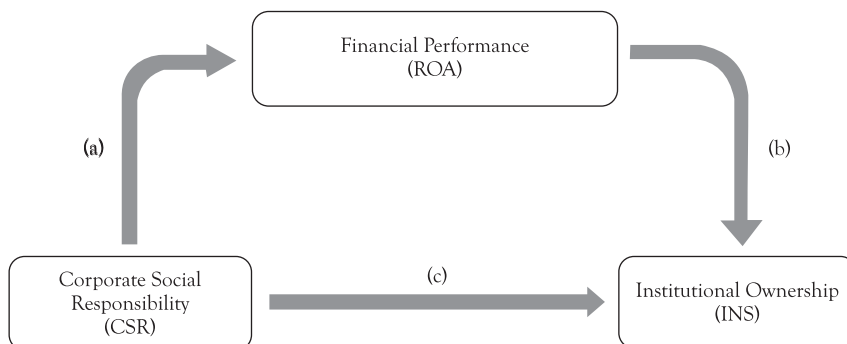 Financial Performance
(ROA)
(a)
(b)
Corporate Social
Responsibility
(CSR)
(c)
Institutional Ownership
(INS)